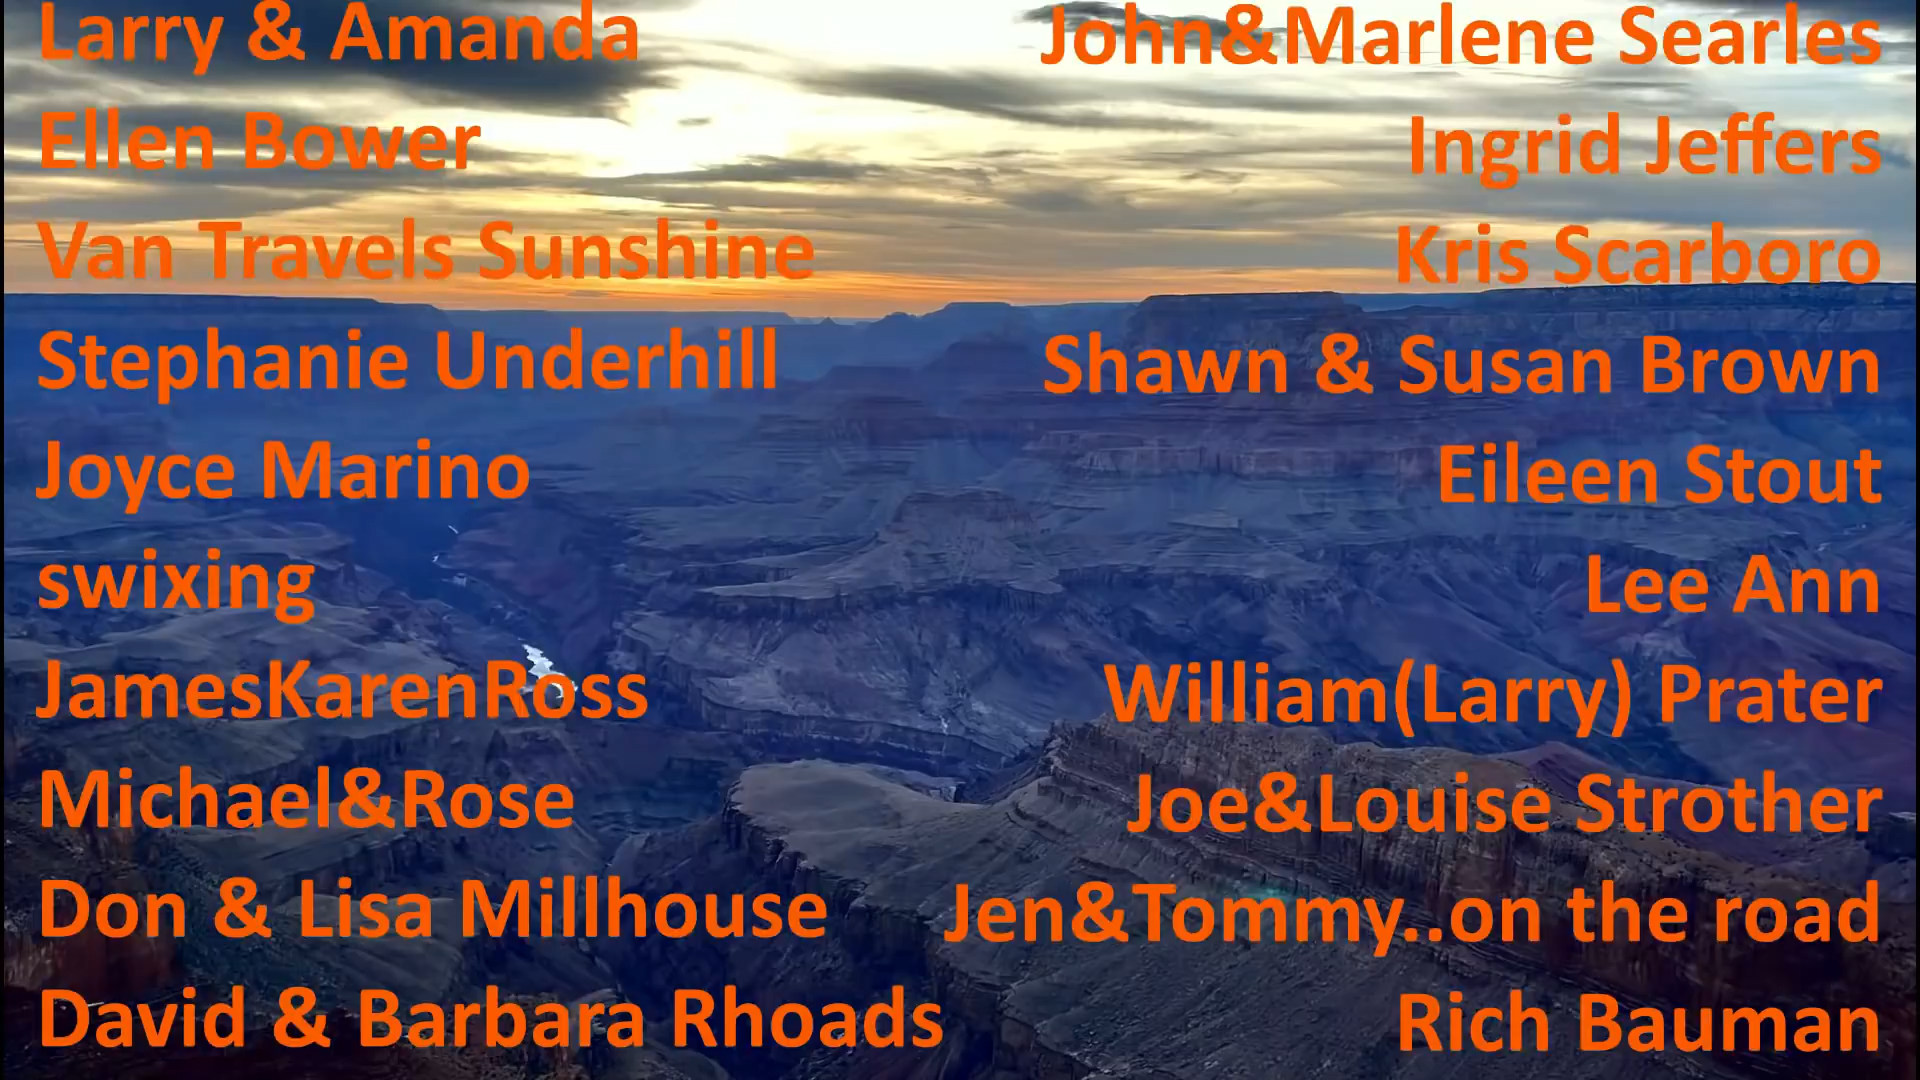 Larry & Amanda
Ellen Bower
Van Travels Sunshine
Stephanie Underhill
Joyce Marino
swixing
JamesKarenRoss
Michael&Rose
Don & Lisa Millhouse
David & Barbara Rhoads
John&Marlene Searles
Ingrid Jeffers
Kris Scarboro
Shawn & Susan Brown
Eileen Stout
Lee Ann
William(Larry) Prater
Joe&Louise Strother
Jen&Tommy..on the road
Rich Bauman